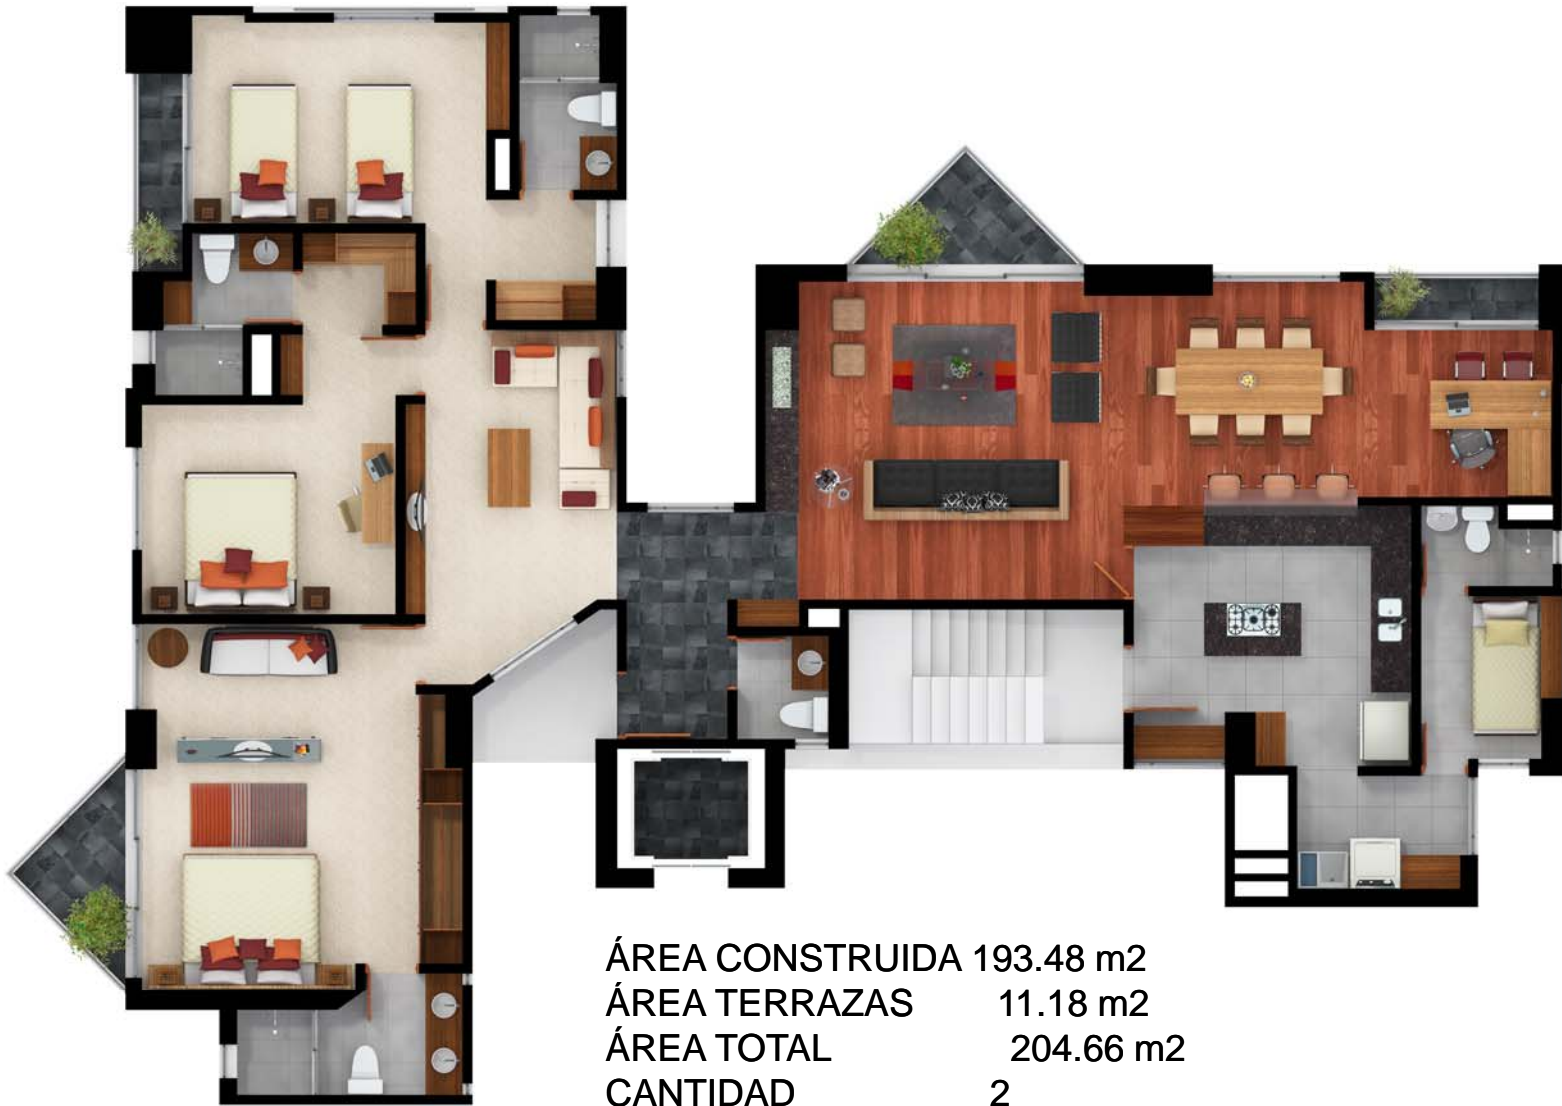 ÁREA CONSTRUIDA 193.48 m2
ÁREA TERRAZAS 11.18 m2
ÁREA TOTAL 204.66 m2
CANTIDAD 2